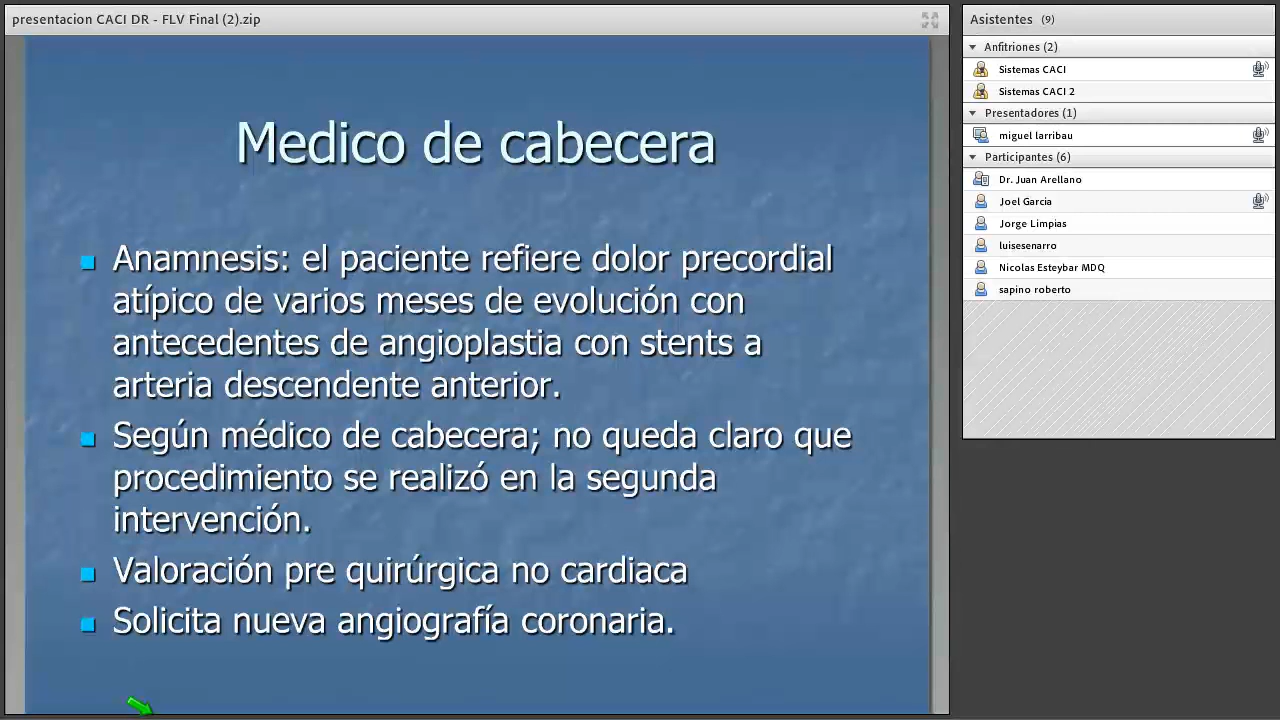 presentacion CACI DR - FLV Final (2).zip
Medico de cabecera
Anamnesis: el paciente refiere dolor precordial
atípico de varios meses de evolución con
antecedentes de angioplastia con stents a
arteria descendente anterior.
Según médico de cabecera; no queda claro que
procedimiento se realizó en la segunda
intervención.
Valoración pre quirúrgica no cardiaca
Solicita nueva angiografía coronaria.
Asistentes (9)
Anfitriones (2)
Sistemas CACI
Sistemas CACI 2
Presentadores (1)
miguel larribau
Participantes (6)
Dr. Juan Arellano
Joel Garcia
Jorge Limpias
luisesenarro
Nicolas Esteybar MDQ
sapino roberto